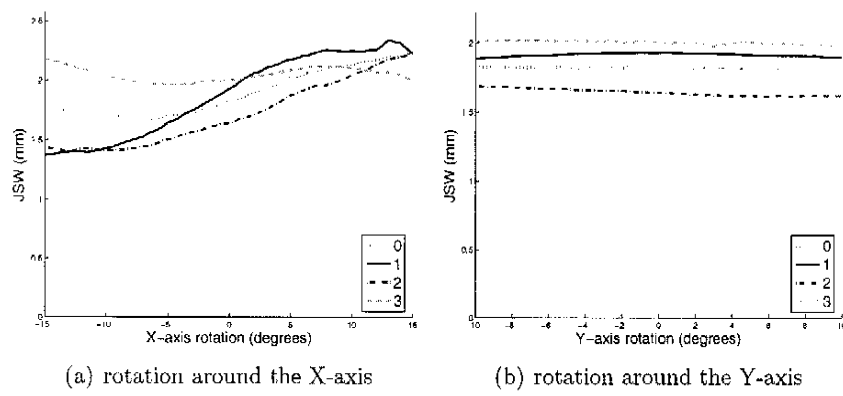 2.5
2
1.5
1
0.5
0
JSW (mm)
-15 -10 -5 0 5 10 15
X-axis rotation (degrees)
0
1
2
3
(a) rotation around the X-axis
2
1.5
1
0.5
0
JSW (mm)
10 -8 -6 -4 -2 0 2 4 6 8 10
Y-axis rotation (degrees)
0
1
2
3
(b) rotation around the Y-axis